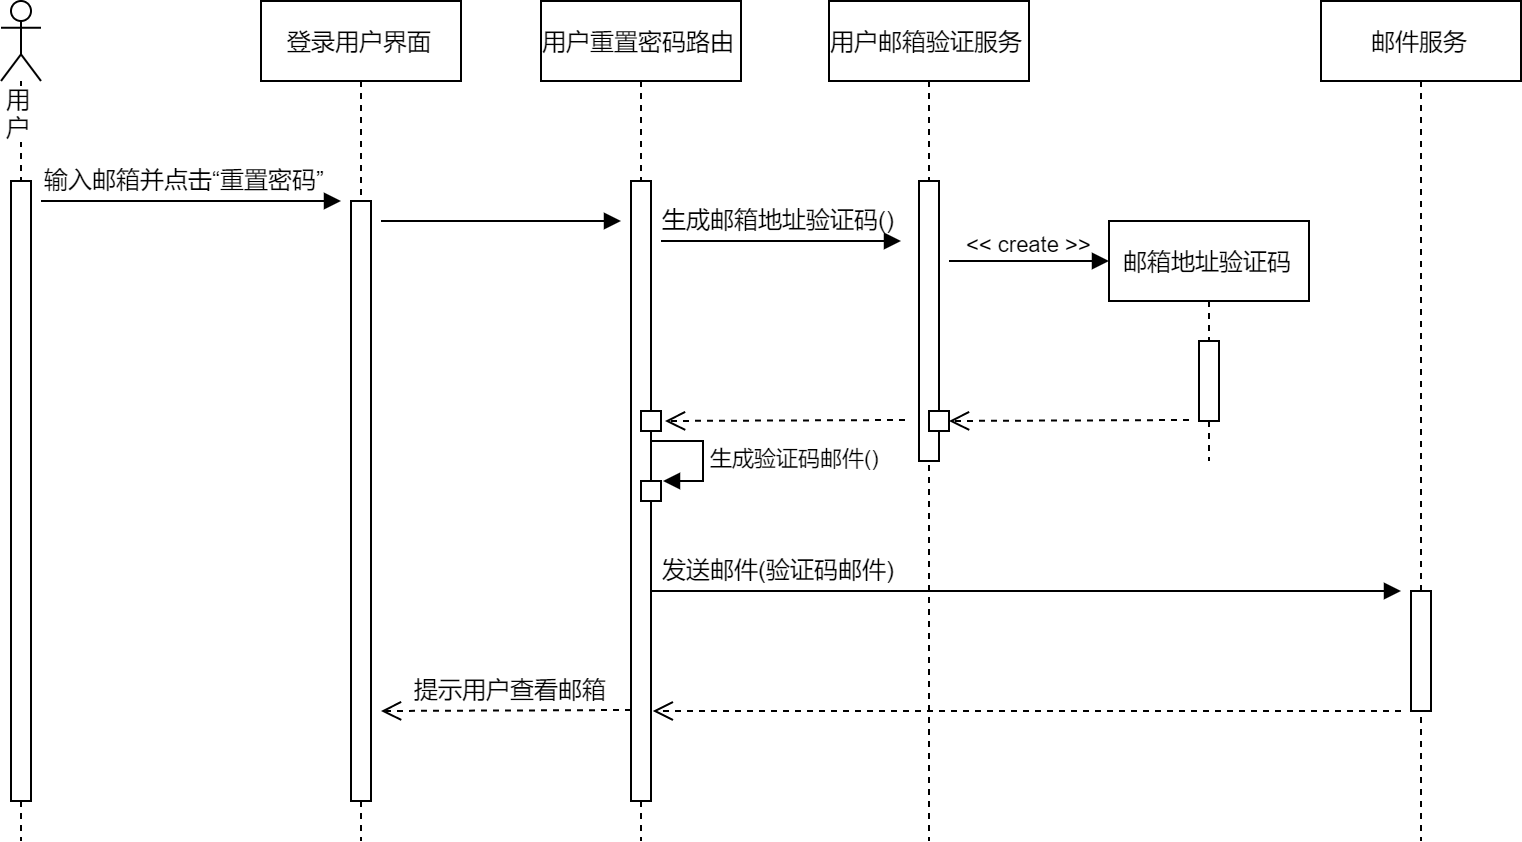 登录用户界面
用户重置密码路由
用户邮箱验证服务
邮件服务
用
户
输入邮箱并点击“重置密码”
生成邮箱地址验证码()
<< create >>
邮箱地址验证码
生成验证码邮件()
发送邮件(验证码邮件)
提示用户查看邮箱